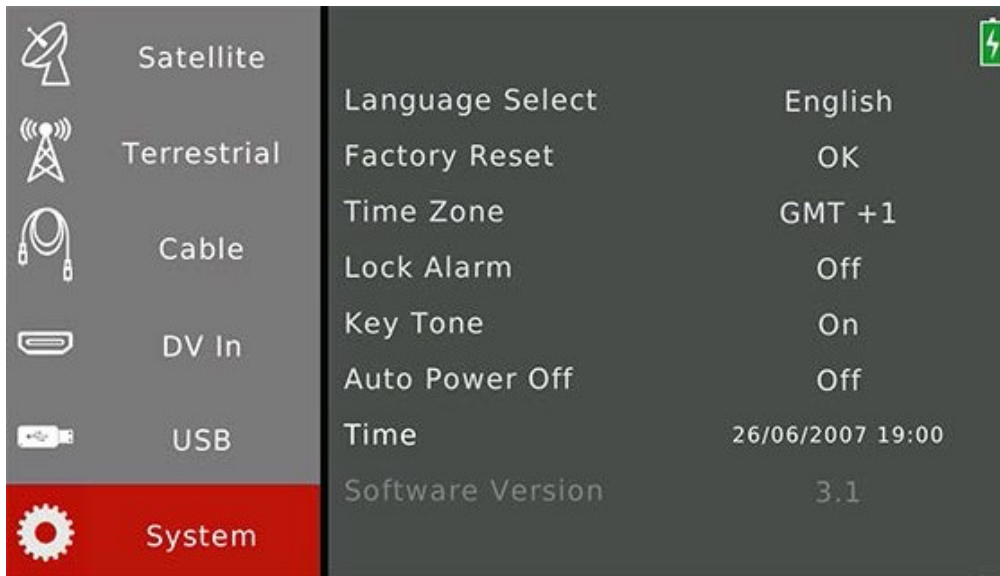 Satellite
Terrestrial
Cable
DV In
USB
System
Language Select English
Factory Reset OK
Time Zone GMT +1
Lock Alarm Off
Key Tone On
Auto Power Off Off
Time 26/06/2007 19:00
Software Version 3.1